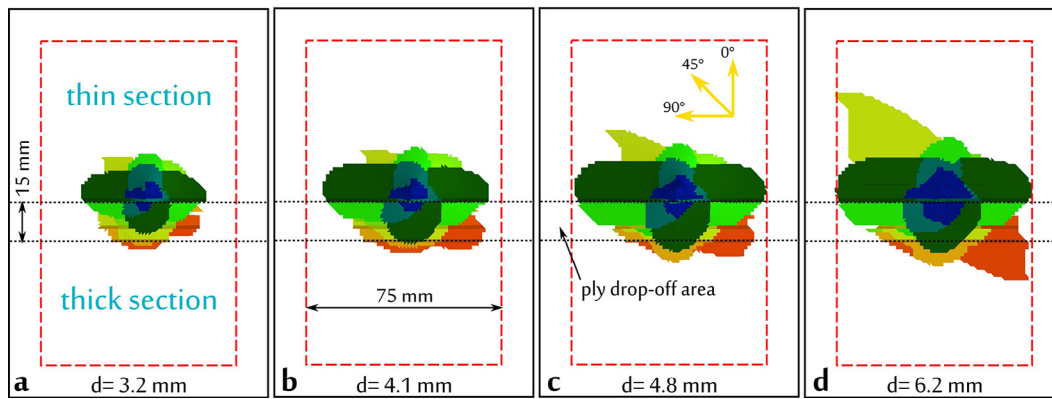 thin section
15 mm
thick section
a
d= 3.2 mm
75 mm
b
d= 4.1 mm
0°
45°
90°
ply drop-off area
c
d= 4.8 mm
d
d= 6.2 mm